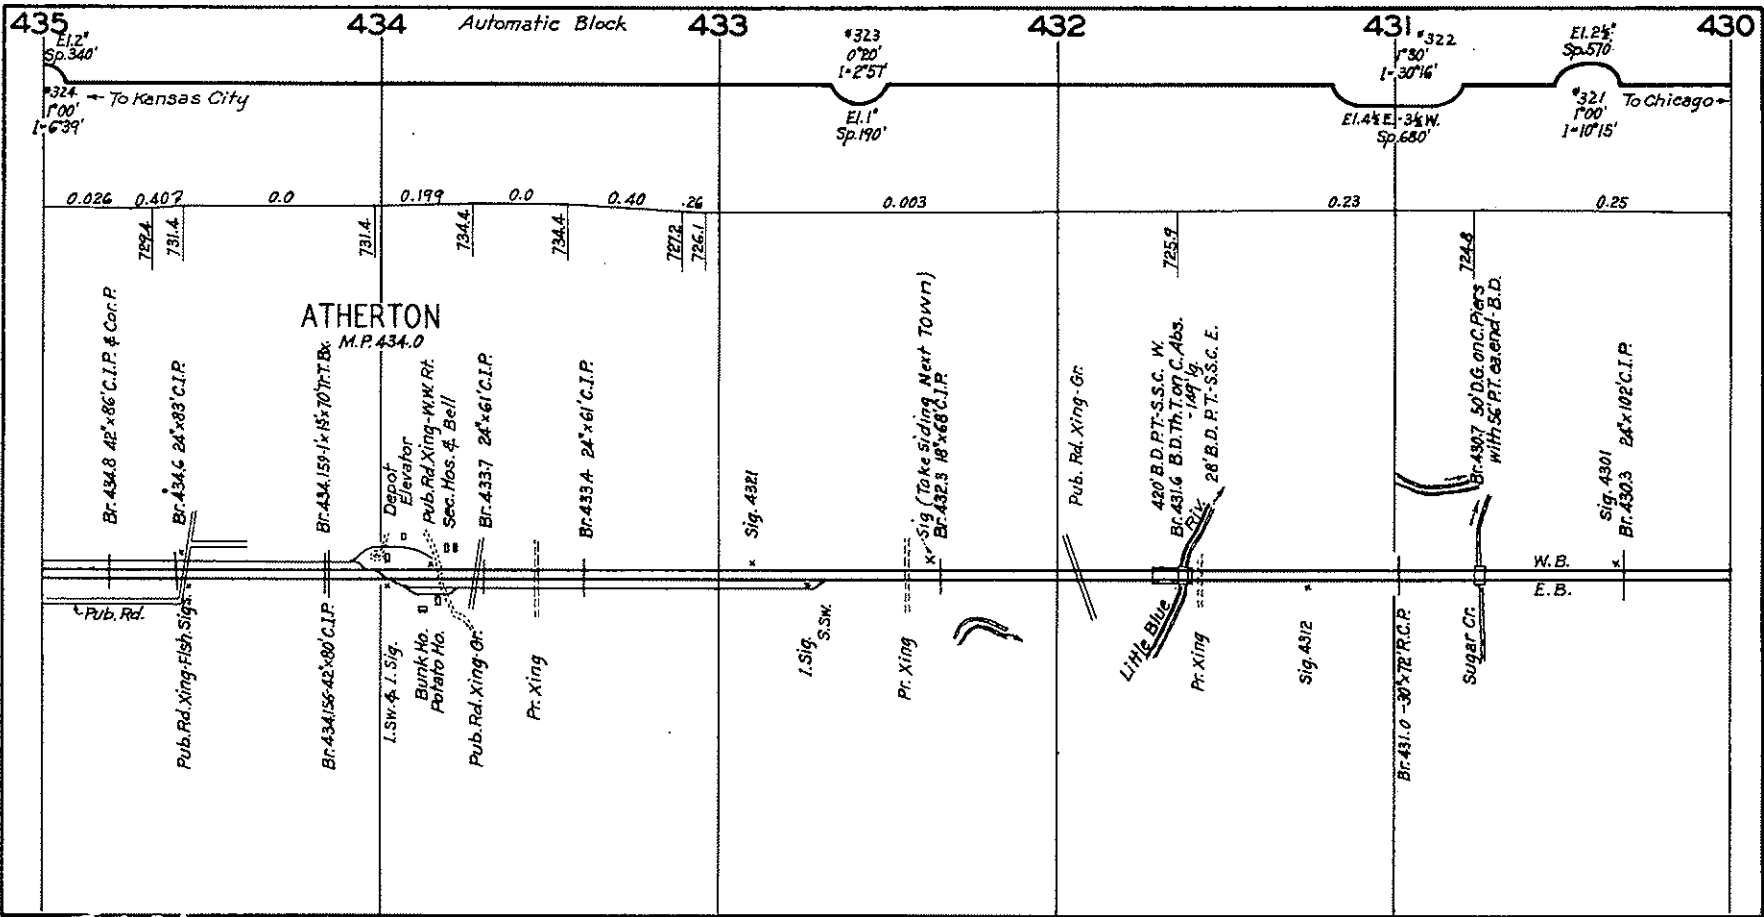 435
434
Automatic Block
433
432
431
430
El.2"
Sp.340'
#324
1°00'
I-6°39'
← To Kansas City
#323
0°20'
I=2°57'
El.1"
Sp.190'
#322
1°30'
I-30°16'
El.4½ E.-3½ W.
Sp.680'
El.2½"
Sp.570'
#321
1°00'
I=10°15'
To Chicago
0.026
0.407
0.0
0.199
0.0
0.40
.26
0.003
0.23
0.25
729.4
731.4
731.4
734.4
734.4
727.2
726.1
725.9
724.8
ATHERTON
M.P. 434.0
Br. 434.8 42"x86' C.I.P. & Cor. P.
Br. 434.6 24"x83' C.I.P.
Br. 434.159-1'x15'x70' Tr. T. Bx.
Depot
Elevator
Pub. Rd. Xing-W.W. Rt.
Sec. Hos. & Bell
Br. 433.7 24"x61' C.I.P.
Br. 433.4 24"x61' C.I.P.
Sig. 4321
Sig (Take Siding Next Town)
Br. 432.3 18"x68' C.I.P.
Pub. Rd. Xing-Gr.
420' B.D.P.T.-S.S.C. W.
Br. 431.6 B.D. Th. T. on C. Abs.
-149' lg.
28' B.D. P.T.-S.S.C. E.
Br. 430.7 50' D.G. on C. Piers
with 56' P.T. ea. end-B.D.
Sig. 4301
Br. 430.3 24"x102' C.I.P.
W.B.
E.B.
Pub. Rd.
Pub. Rd. Xing-Flsh. Sigs.
Br. 434.156-42"x80' C.I.P.
I. Sw. & I. Sig.
Bunk Ho.
Potato Ho.
Pub. Rd. Xing-Gr.
Pr. Xing
I. Sig.
S. Sw.
Pr. Xing
Little Blue Riv.
Pr. Xing
Sig. 4312
Br. 431.0-30"x72' R.C.P.
Sugar Cr.